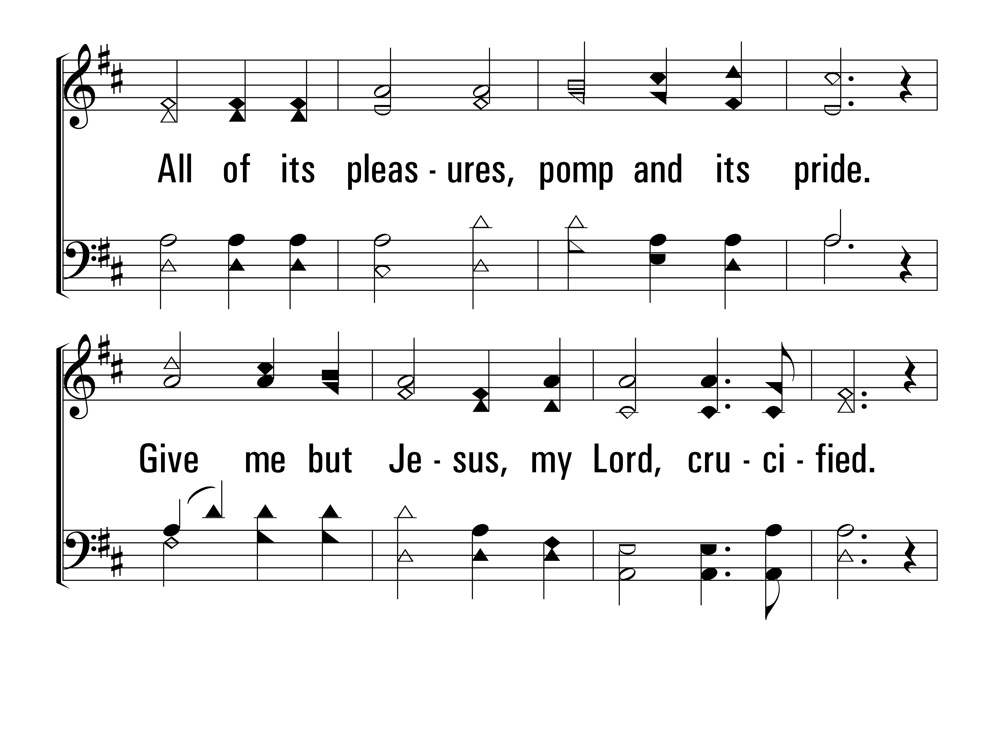 All of its pleas - ures, pomp and its pride.
Give me but Je - sus, my Lord, cru - ci - fied.